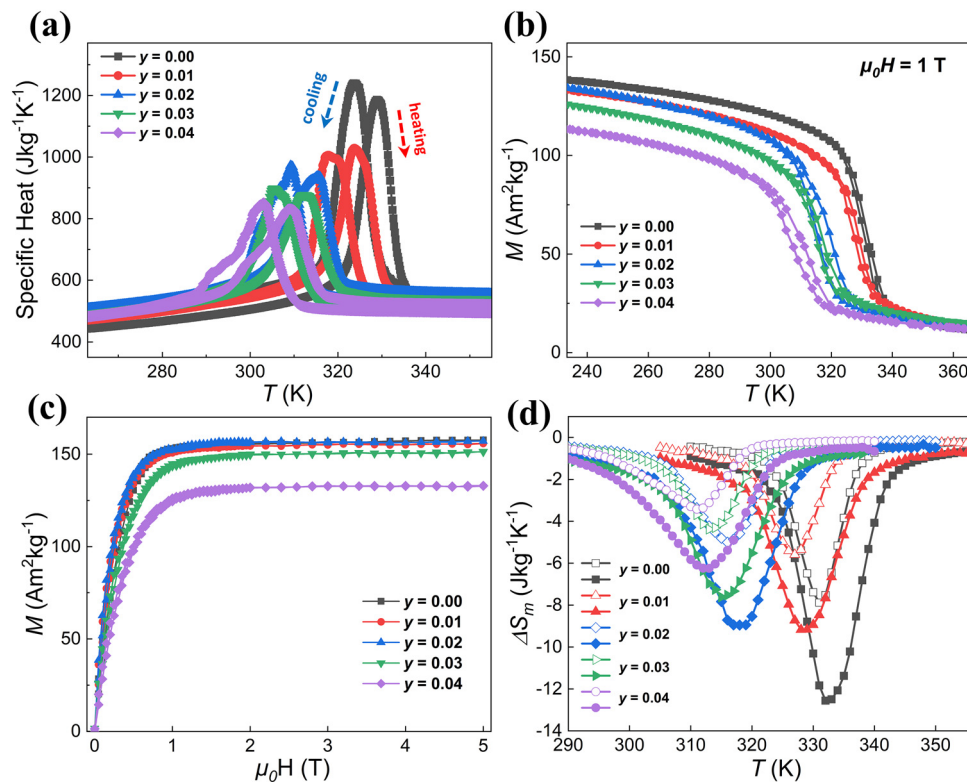 (a)
Specific Heat (Jkg⁻¹K⁻¹)
1200
1000
800
600
400
y = 0.00
y = 0.01
y = 0.02
y = 0.03
y = 0.04
cooling
heating
280
300
320
340
T (K)
(b)
M (Am²kg⁻¹)
150
100
50
0
μ₀H = 1 T
y = 0.00
y = 0.01
y = 0.02
y = 0.03
y = 0.04
240
260
280
300
320
340
360
T (K)
(c)
M (Am²kg⁻¹)
150
100
50
0
y = 0.00
y = 0.01
y = 0.02
y = 0.03
y = 0.04
0
1
2
3
4
5
μ₀H (T)
(d)
ΔSₘ (Jkg⁻¹K⁻¹)
0
-2
-4
-6
-8
-10
-12
-14
y = 0.00
y = 0.01
y = 0.02
y = 0.03
y = 0.04
290
300
310
320
330
340
350
T (K)